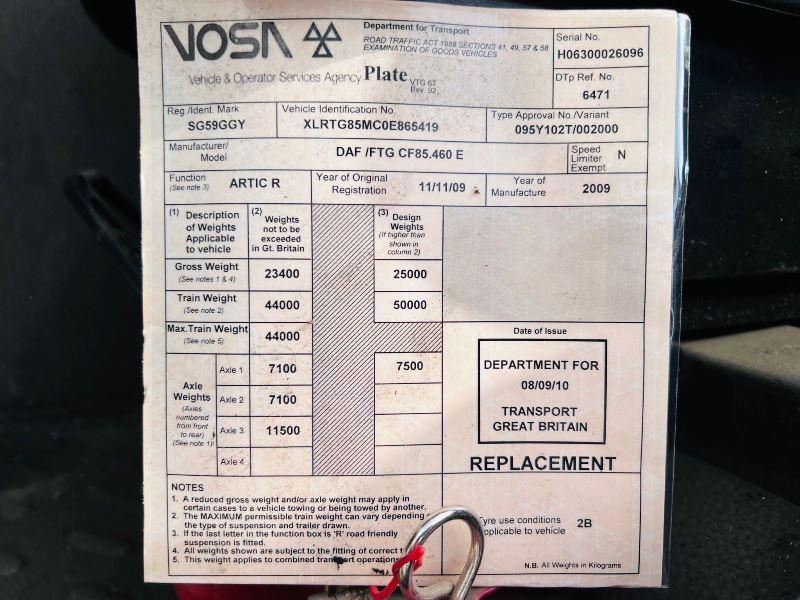 VOSA
Department for Transport
ROAD TRAFFIC ACT 1988 SECTIONS 41, 49, 57 & 58
EXAMINATION OF GOODS VEHICLES
Vehicle & Operator Services Agency Plate VTG 6T
Rev. 92
Serial No.
H06300026096
DTp Ref. No.
6471
Reg./Ident. Mark
SG59GGY
Vehicle Identification No.
XLRTG85MC0E865419
Type Approval No./Variant
095Y102T/002000
Manufacturer/
Model
DAF /FTG CF85.460 E
Speed
Limiter
Exempt
N
Function
(See note 3)
ARTIC R
Year of Original
Registration
11/11/09
Year of
Manufacture
2009
(1) Description
of Weights
Applicable
to vehicle
(2) Weights
not to be
exceeded
in Gt. Britain
(3) Design
Weights
(If higher than
shown in
column 2)
Gross Weight
(See notes 1 & 4)
23400
25000
Train Weight
(See note 2)
44000
50000
Max.Train Weight
(See note 5)
44000
Axle
Weights
(Axles
numbered
from front
to rear)
(See note 1)
Axle 1
7100
7500
Axle 2
7100
Axle 3
11500
Axle 4
Date of Issue
DEPARTMENT FOR
08/09/10
TRANSPORT
GREAT BRITAIN
REPLACEMENT
NOTES
1. A reduced gross weight and/or axle weight may apply in
certain cases to a vehicle towing or being towed by another.
2. The MAXIMUM permissible train weight can vary depending
the type of suspension and trailer drawn.
3. If the last letter in the function box is 'R' road friendly
suspension is fitted.
4. All weights shown are subject to the fitting of correct
5. This weight applies to combined transport operations
Tyre use conditions
applicable to vehicle
2B
N.B. All Weights in Kilograms